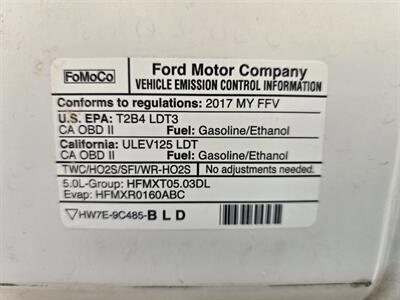 FoMoCo
Ford Motor Company
VEHICLE EMISSION CONTROL INFORMATION
Conforms to regulations: 2017 MY FFV
U.S. EPA: T2B4 LDT3
CA OBD II Fuel: Gasoline/Ethanol
California: ULEV125 LDT
CA OBD II Fuel: Gasoline/Ethanol
TWC/HO2S/SFI/WR-HO2S No adjustments needed.
5.0L-Group: HFMXT05.03DL
Evap: HFMXR0160ABC
HW7E-9C485-BLD